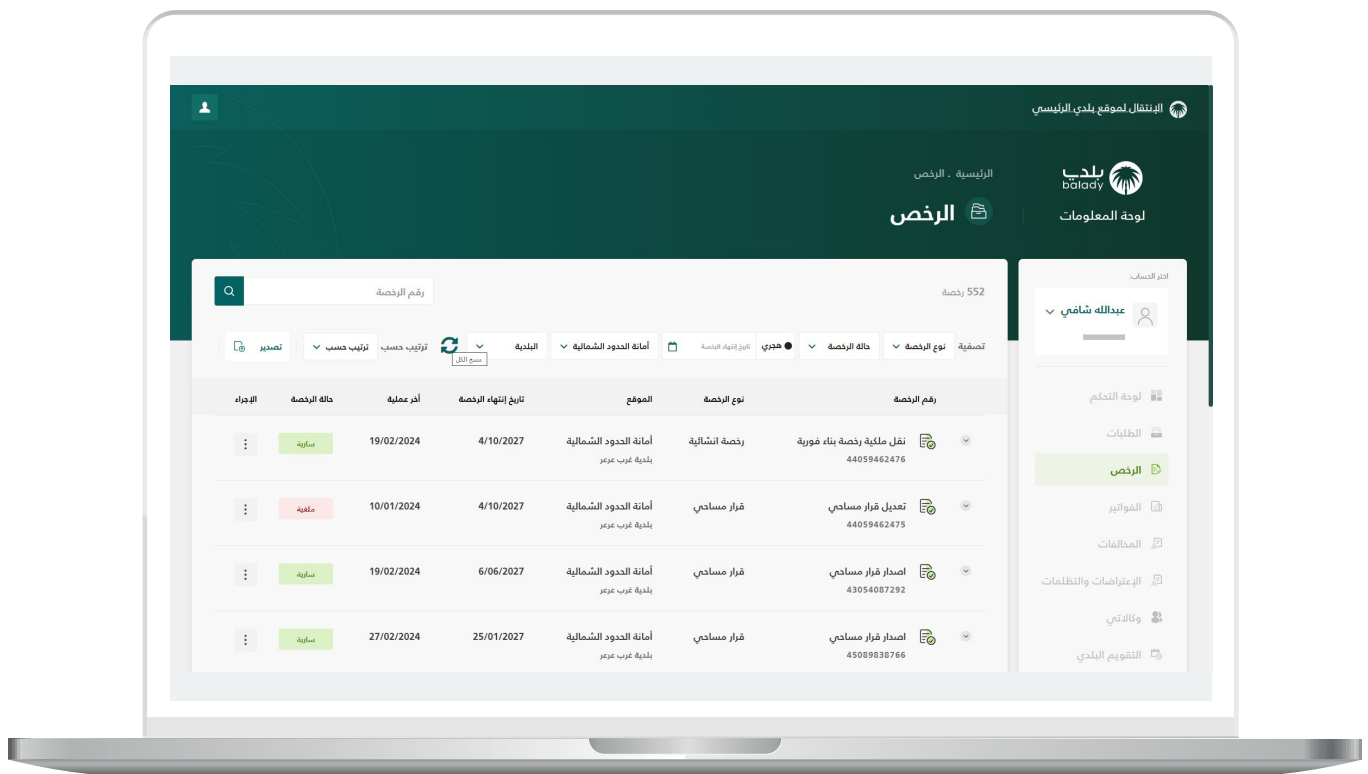 الإنتقال لموقع بلدي الرئيسي
بلدي
balady
لوحة المعلومات
الرئيسية . الرخص
الرخص
اختر الحساب:
عبدالله شافي
لوحة التحكم
الطلبات
الرخص
الفواتير
المخالفات
الإعتراضات والتظلمات
وكالاتي
التقويم البلدي
552 رخصة
رقم الرخصة
تصفية نوع الرخصة حالة الرخصة هجري تاريخ إنتهاء الرخصة أمانة الحدود الشمالية البلدية ترتيب حسب ترتيب حسب تصدير
مسح الكل
رقم الرخصة نوع الرخصة الموقع تاريخ إنتهاء الرخصة أخر عملية حالة الرخصة الإجراء
نقل ملكية رخصة بناء فورية رخصة انشائية أمانة الحدود الشمالية 4/10/2027 19/02/2024 سارية
44059462476 بلدية غرب عرعر
تعديل قرار مساحي قرار مساحي أمانة الحدود الشمالية 4/10/2027 10/01/2024 ملغية
44059462475 بلدية غرب عرعر
اصدار قرار مساحي قرار مساحي أمانة الحدود الشمالية 6/06/2027 19/02/2024 سارية
43054087292 بلدية غرب عرعر
اصدار قرار مساحي قرار مساحي أمانة الحدود الشمالية 25/01/2027 27/02/2024 سارية
45089838766 بلدية غرب عرعر